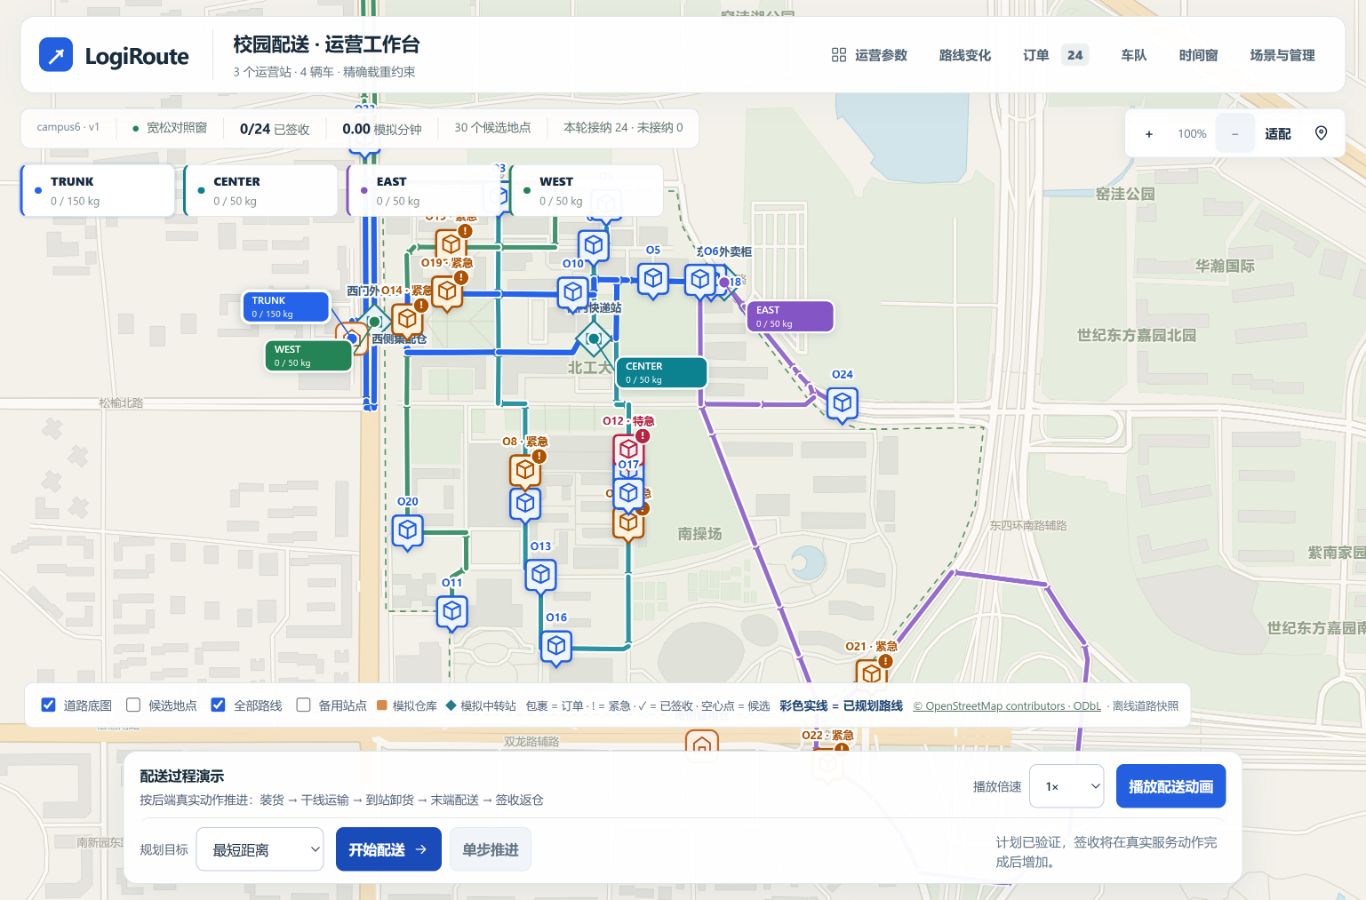 LogiRoute
校园配送 · 运营工作台
3 个运营站 · 4 辆车 · 精确载重约束
运营参数
路线变化
订单 24
车队
时间窗
场景与管理
campus6 · v1
宽松对照窗
0/24 已签收
0.00 模拟分钟
30 个候选地点
本轮接纳 24 · 未接纳 0
+
100%
−
适配
TRUNK
0 / 150 kg
CENTER
0 / 50 kg
EAST
0 / 50 kg
WEST
0 / 50 kg
窑洼公园
华瀚国际
世纪东方嘉园北园
O19 · 紧急
O14 · 紧急
O10
O5
O6
外卖柜
18
西门外
TRUNK
0 / 150 kg
WEST
0 / 50 kg
西侧集配仓
快递站
EAST
0 / 50 kg
CENTER
0 / 50 kg
北工大
O24
松榆北路
O12 · 特急
O8 · 紧急
O17
O20
南操场
东四环南路辅路
O13
O11
O16
紫南家园
世纪东方嘉园南
O21 · 紧急
道路底图
候选地点
全部路线
备用站点
模拟仓库
模拟中转站
包裹 = 订单 · ! = 紧急 · ✓ = 已签收 · 空心点 = 候选
彩色实线 = 已规划路线
© OpenStreetMap contributors · ODbL
· 离线道路快照
双龙路辅路
O22 · 紧急
配送过程演示
按后端真实动作推进：装货 → 干线运输 → 到站卸货 → 末端配送 → 签收返仓
播放倍速
1×
播放配送动画
规划目标
最短距离
开始配送 →
单步推进
计划已验证，签收将在真实服务动作完
成后增加。